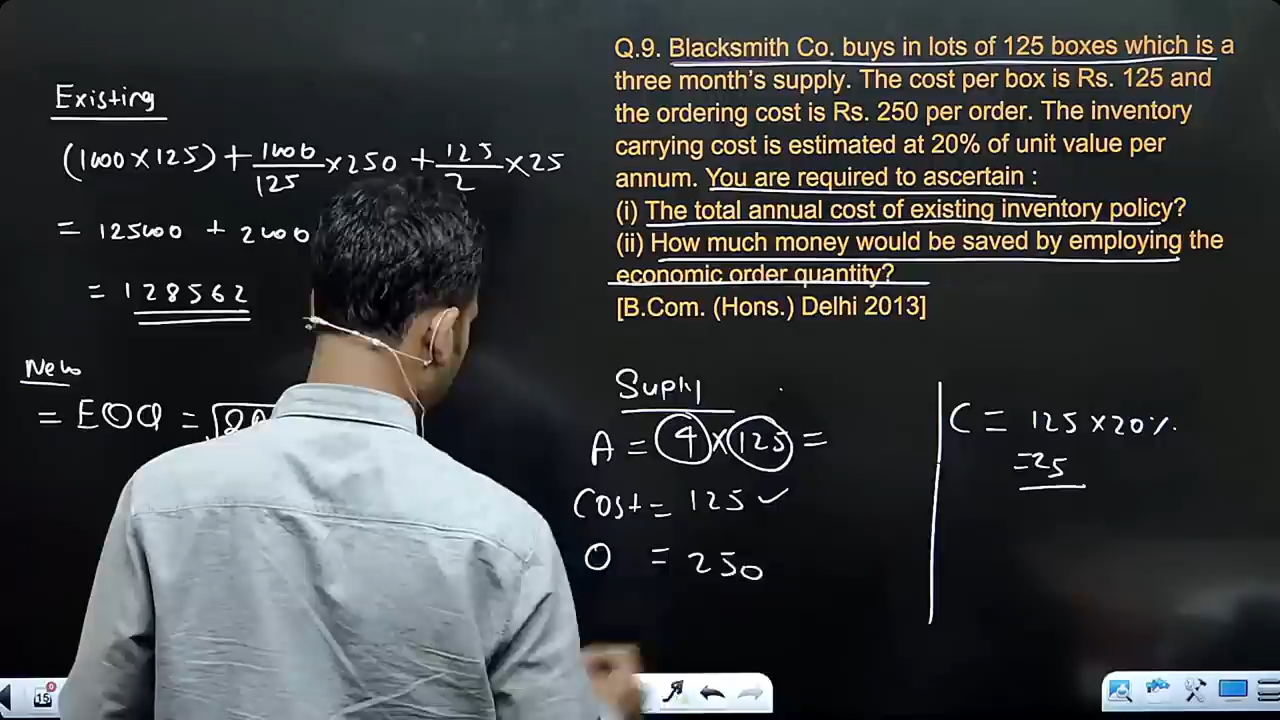 Q.9. Blacksmith Co. buys in lots of 125 boxes which is a
three month's supply. The cost per box is Rs. 125 and
the ordering cost is Rs. 250 per order. The inventory
carrying cost is estimated at 20% of unit value per
annum. You are required to ascertain :
(i) The total annual cost of existing inventory policy?
(ii) How much money would be saved by employing the
economic order quantity?
[B.Com. (Hons.) Delhi 2013]
Existing
(1000 × 125) + 1000/125 × 250 + 125/2 × 25
= 125000 + 2000
= 128562
New
= EOQ =
Suply
A = 4 × 125 =
Cost = 125 ✓
O = 250
C = 125 × 20%.
= 25
15